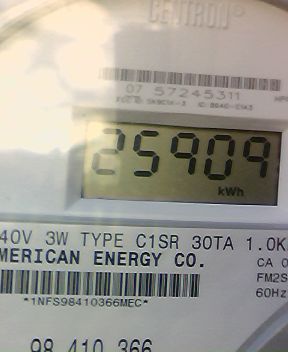 CENTRON®
07 57245311
25909
kWh
40V 3W TYPE C1SR 30TA 1.0K
MERICAN ENERGY CO.
CA 0
FM2S
60Hz
*1NFS98410366MEC*
98 410 366